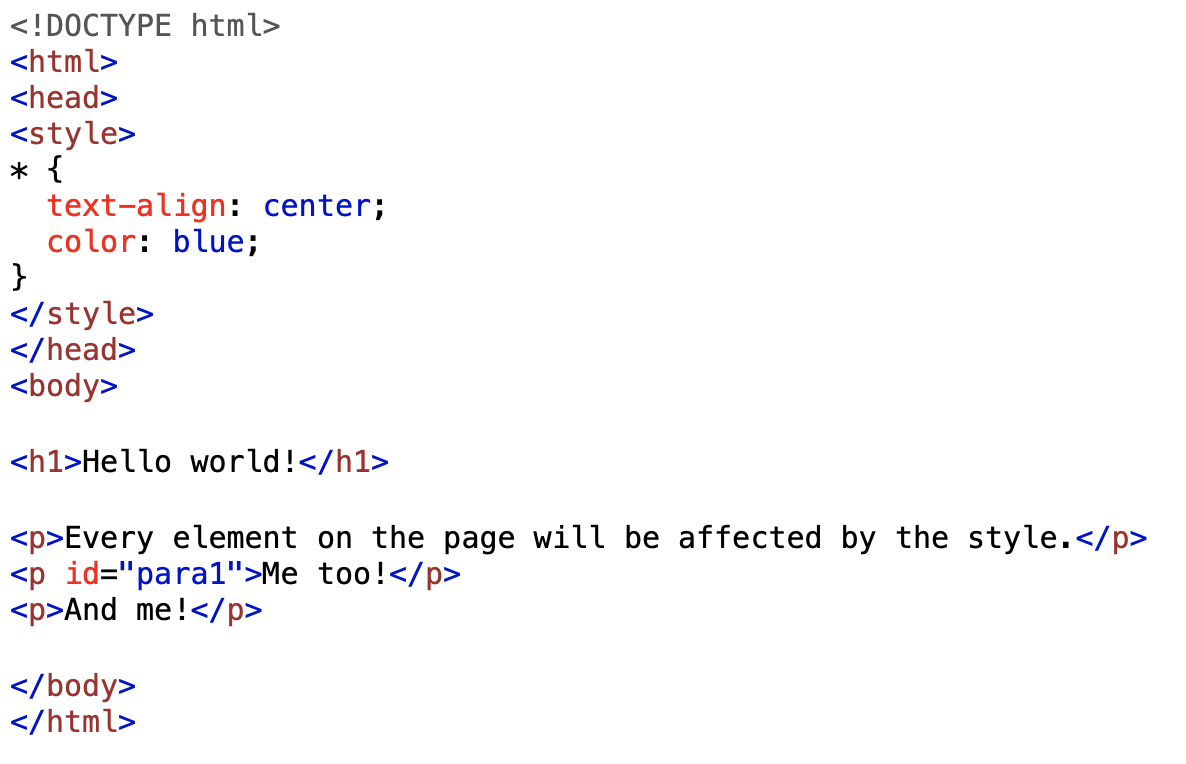 <!DOCTYPE html>
<html>
<head>
<style>
* {
  text-align: center;
  color: blue;
}
</style>
</head>
<body>

<h1>Hello world!</h1>

<p>Every element on the page will be affected by the style.</p>
<p id="para1">Me too!</p>
<p>And me!</p>

</body>
</html>